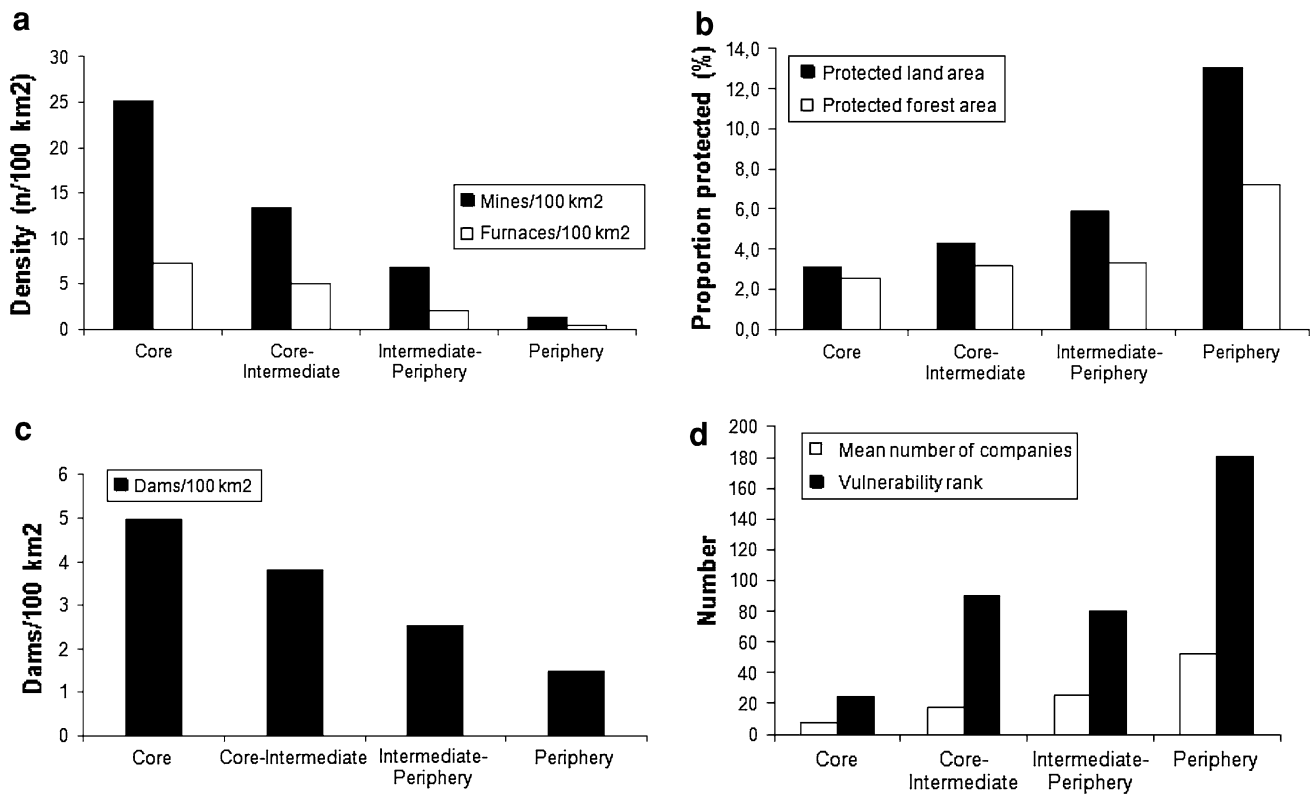 a
Density (n/100 km2)
30
25
20
15
10
5
0
Mines/100 km2
Furnaces/100 km2
Core
Core-
Intermediate
Intermediate-
Periphery
Periphery
b
Proportion protected (%)
14,0
12,0
10,0
8,0
6,0
4,0
2,0
0,0
Protected land area
Protected forest area
Core
Core-
Intermediate
Intermediate-
Periphery
Periphery
c
Dams/100 km2
6
5
4
3
2
1
0
Dams/100 km2
Core
Core-Intermediate
Intermediate-
Periphery
Periphery
d
Number
200
180
160
140
120
100
80
60
40
20
0
Mean number of companies
Vulnerability rank
Core
Core-
Intermediate
Intermediate-
Periphery
Periphery